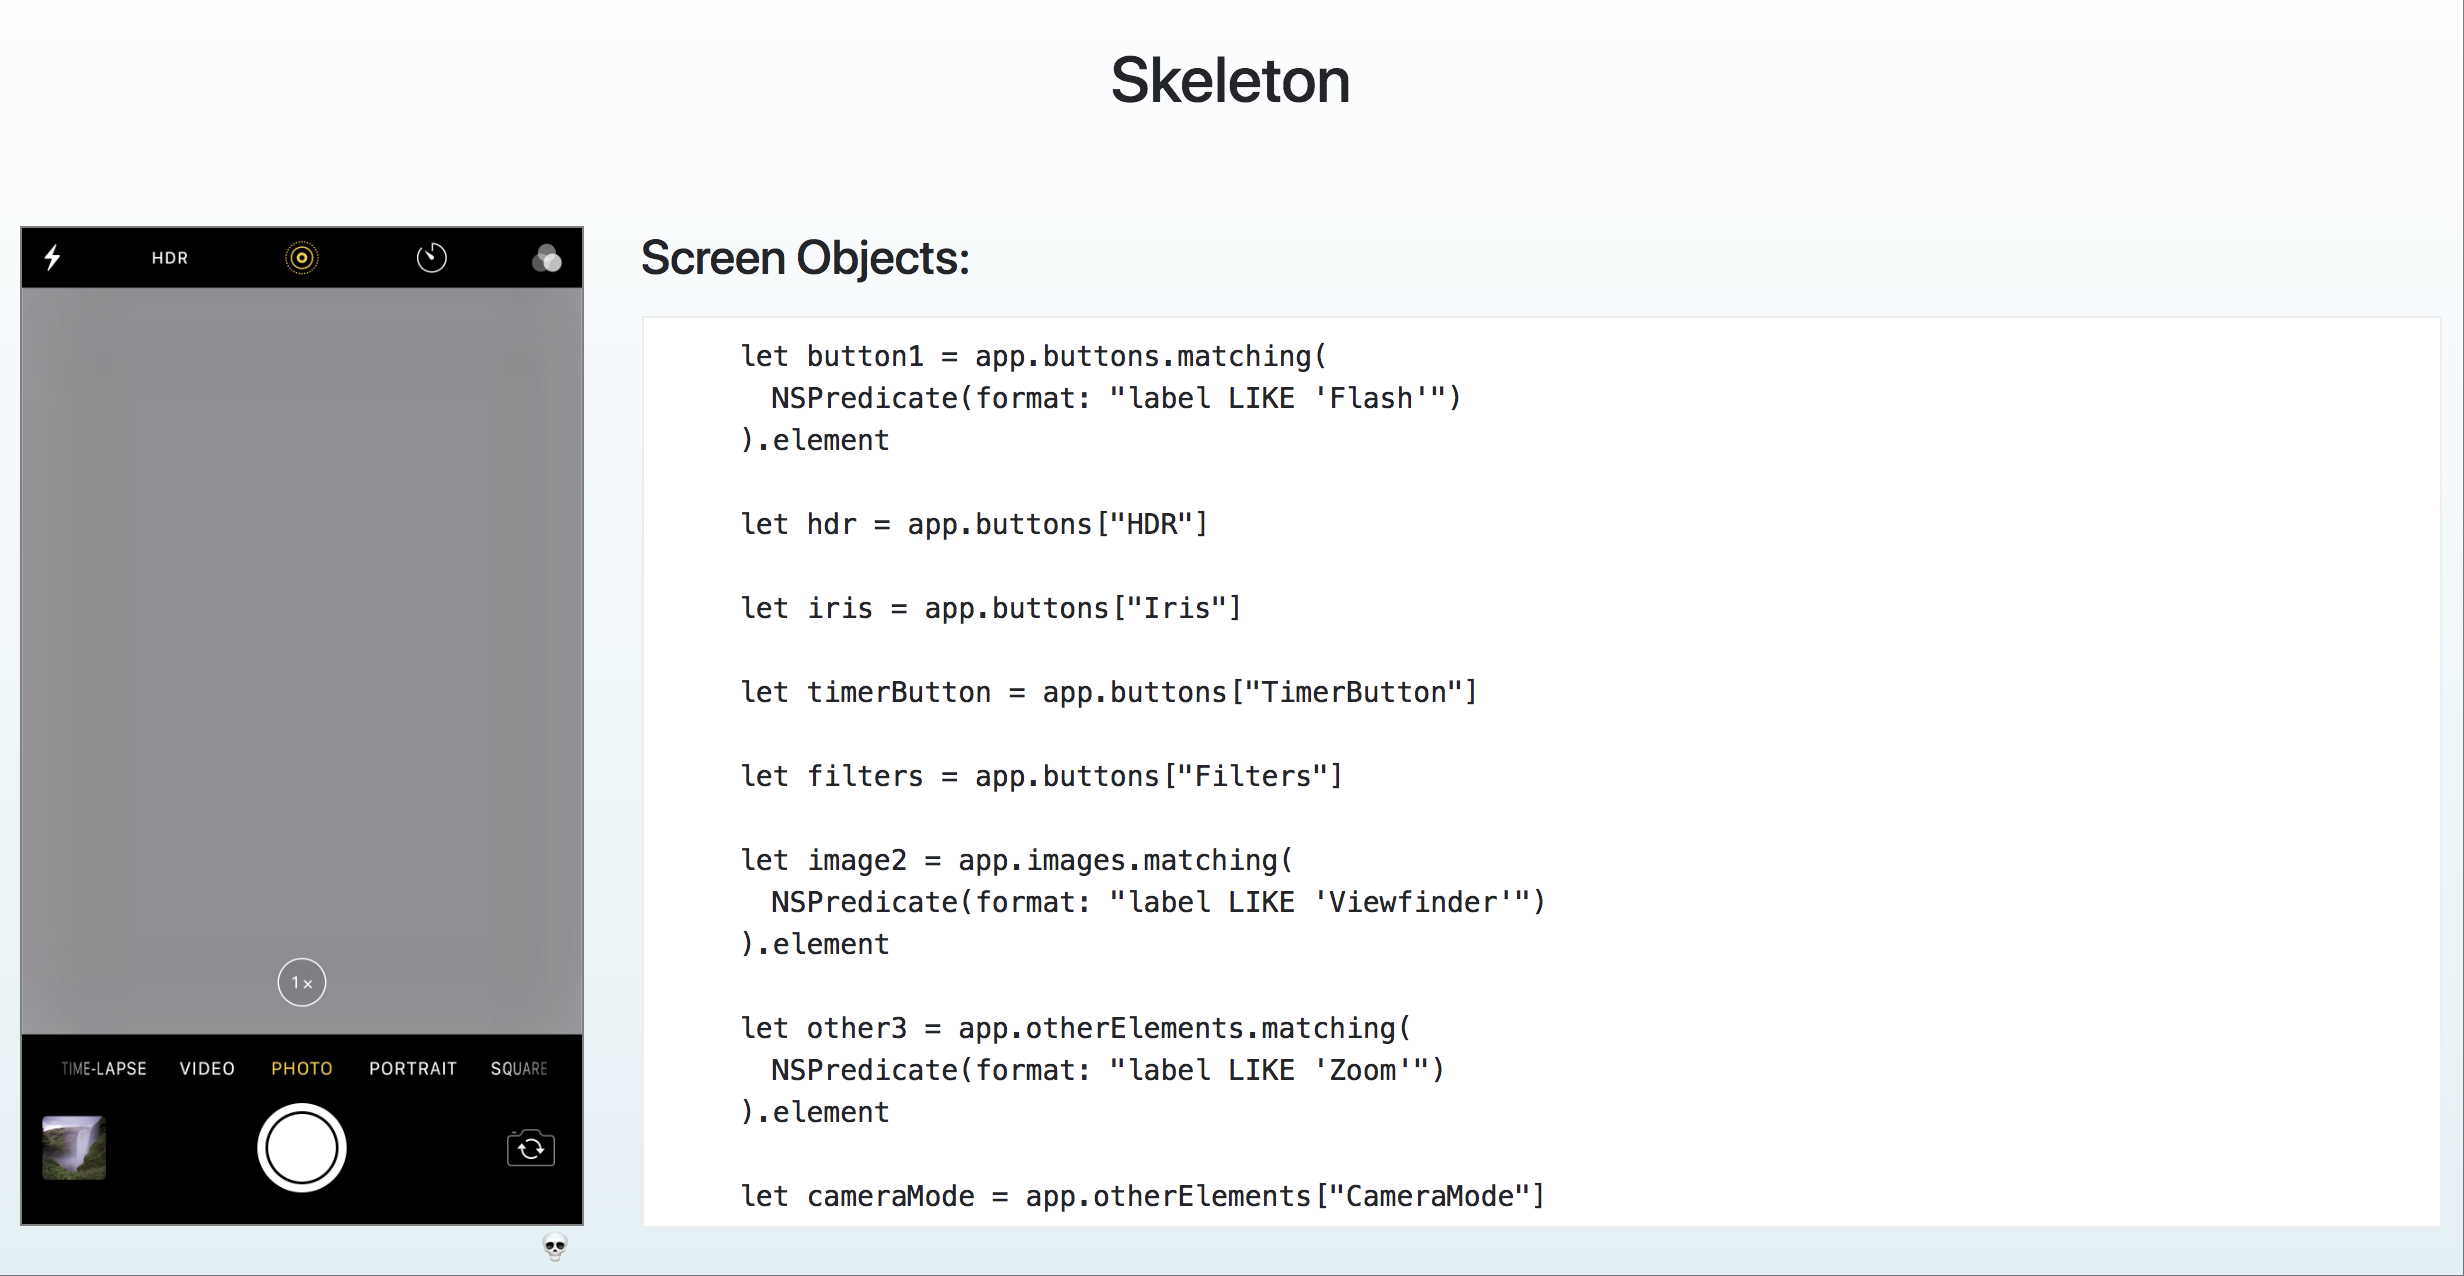 Skeleton
HDR
1×
TIME-LAPSE VIDEO PHOTO PORTRAIT SQUARE
Screen Objects:
let button1 = app.buttons.matching(
NSPredicate(format: "label LIKE 'Flash'")
).element
let hdr = app.buttons["HDR"]
let iris = app.buttons["Iris"]
let timerButton = app.buttons["TimerButton"]
let filters = app.buttons["Filters"]
let image2 = app.images.matching(
NSPredicate(format: "label LIKE 'Viewfinder'")
).element
let other3 = app.otherElements.matching(
NSPredicate(format: "label LIKE 'Zoom'")
).element
let cameraMode = app.otherElements["CameraMode"]